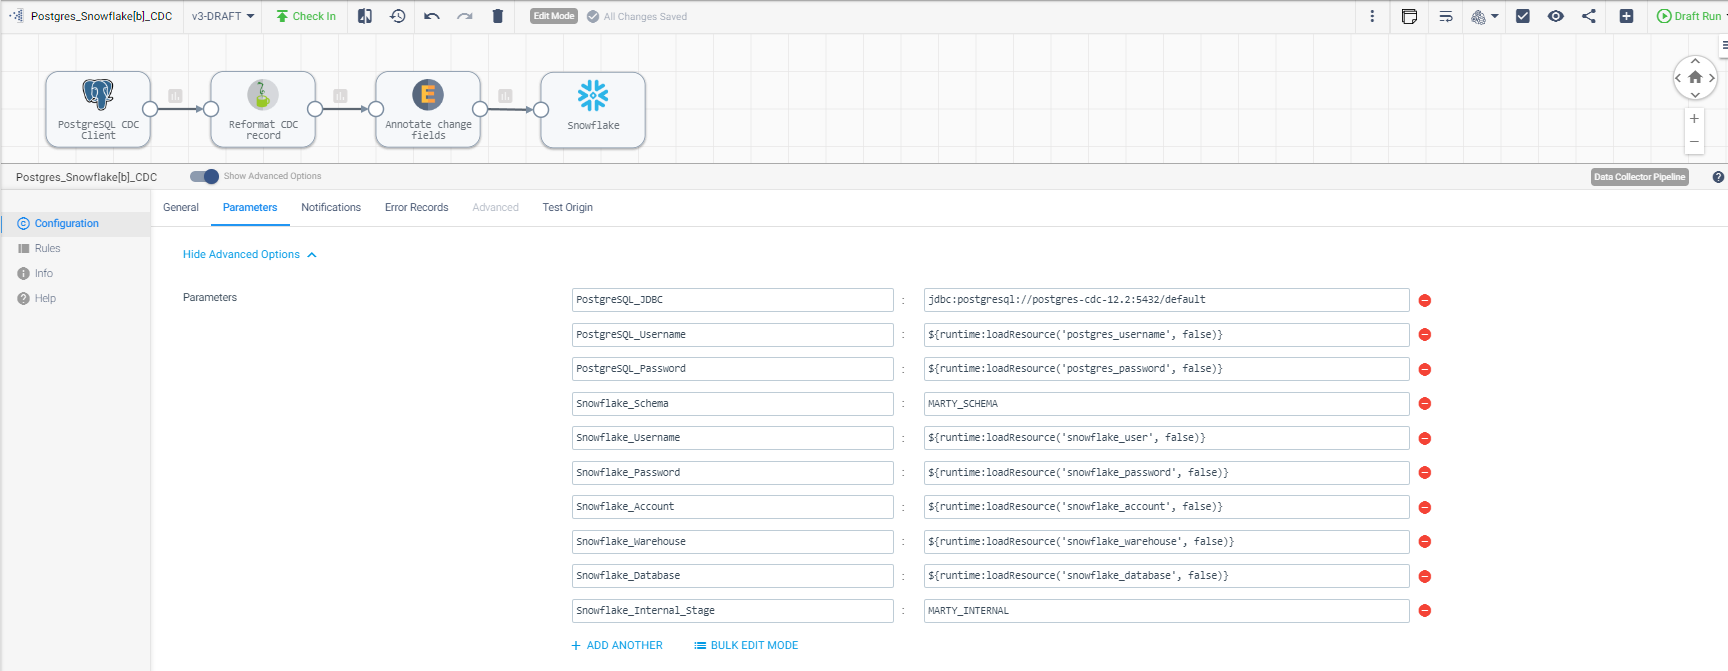 Postgres_Snowflake[b]_CDC v3-DRAFT Check In Edit Mode All Changes Saved Draft Run
PostgreSQL CDC
Client
Reformat CDC
record
E
Annotate change
fields
Snowflake
Postgres_Snowflake[b]_CDC Show Advanced Options Data Collector Pipeline
Configuration
Rules
Info
Help
General Parameters Notifications Error Records Advanced Test Origin
Hide Advanced Options
Parameters
PostgreSQL_JDBC : jdbc:postgresql://postgres-cdc-12.2:5432/default
PostgreSQL_Username : ${runtime:loadResource('postgres_username', false)}
PostgreSQL_Password : ${runtime:loadResource('postgres_password', false)}
Snowflake_Schema : MARTY_SCHEMA
Snowflake_Username : ${runtime:loadResource('snowflake_user', false)}
Snowflake_Password : ${runtime:loadResource('snowflake_password', false)}
Snowflake_Account : ${runtime:loadResource('snowflake_account', false)}
Snowflake_Warehouse : ${runtime:loadResource('snowflake_warehouse', false)}
Snowflake_Database : ${runtime:loadResource('snowflake_database', false)}
Snowflake_Internal_Stage : MARTY_INTERNAL
+ ADD ANOTHER BULK EDIT MODE